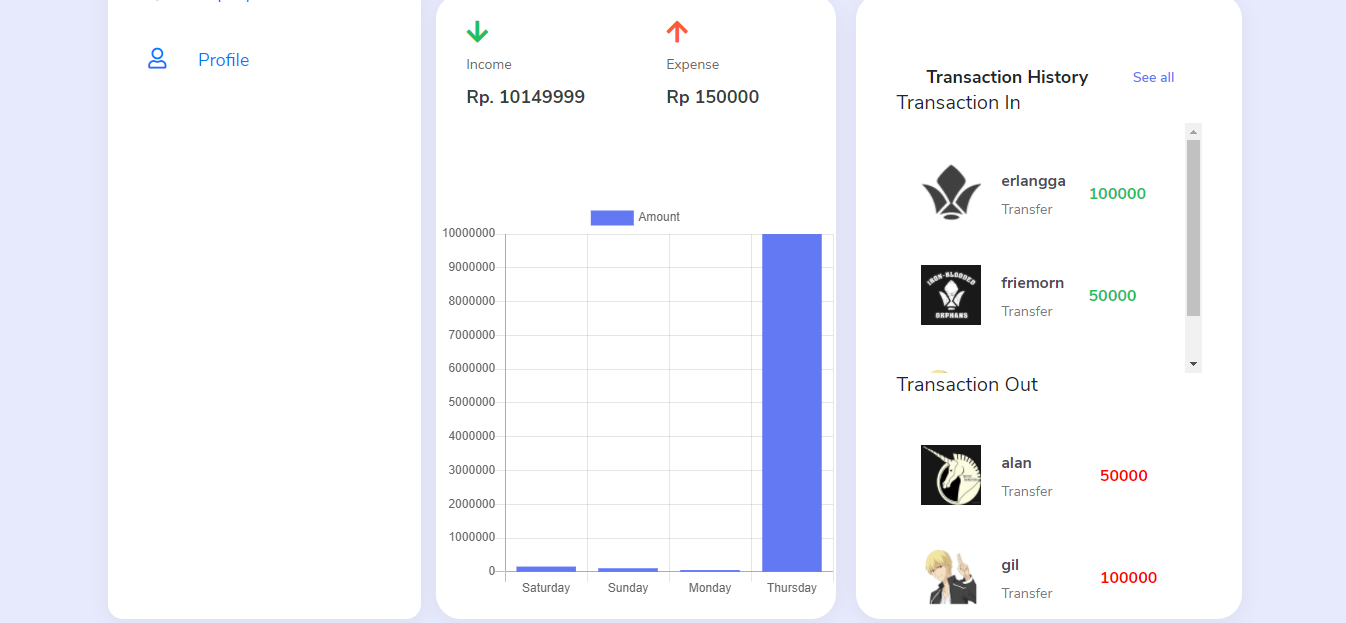 Profile
Income
Expense
Rp. 10149999
Rp 150000
Amount
10000000
9000000
8000000
7000000
6000000
5000000
4000000
3000000
2000000
1000000
0
Saturday
Sunday
Monday
Thursday
Transaction History
See all
Transaction In
erlangga
100000
Transfer
IRON-BLOODED
ORPHANS
friemorn
50000
Transfer
Transaction Out
alan
50000
Transfer
gil
100000
Transfer